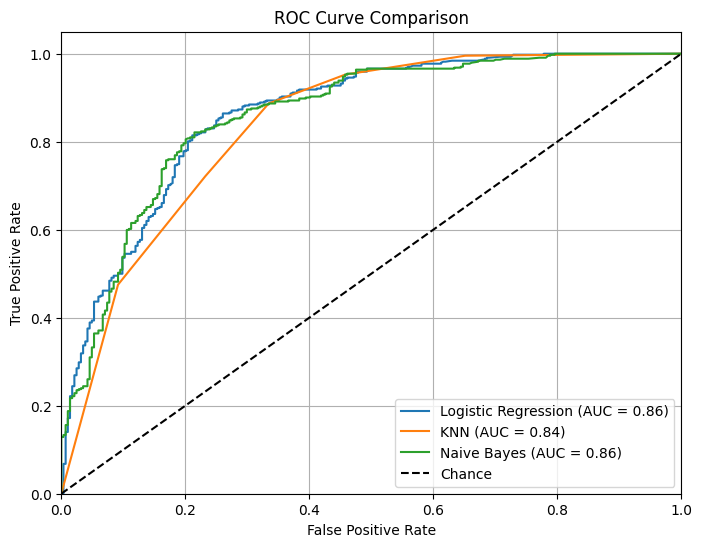 ROC Curve Comparison
True Positive Rate
1.0
0.8
0.6
0.4
0.2
0.0
Logistic Regression (AUC = 0.86)
KNN (AUC = 0.84)
Naive Bayes (AUC = 0.86)
Chance
0.0 0.2 0.4 0.6 0.8 1.0
False Positive Rate